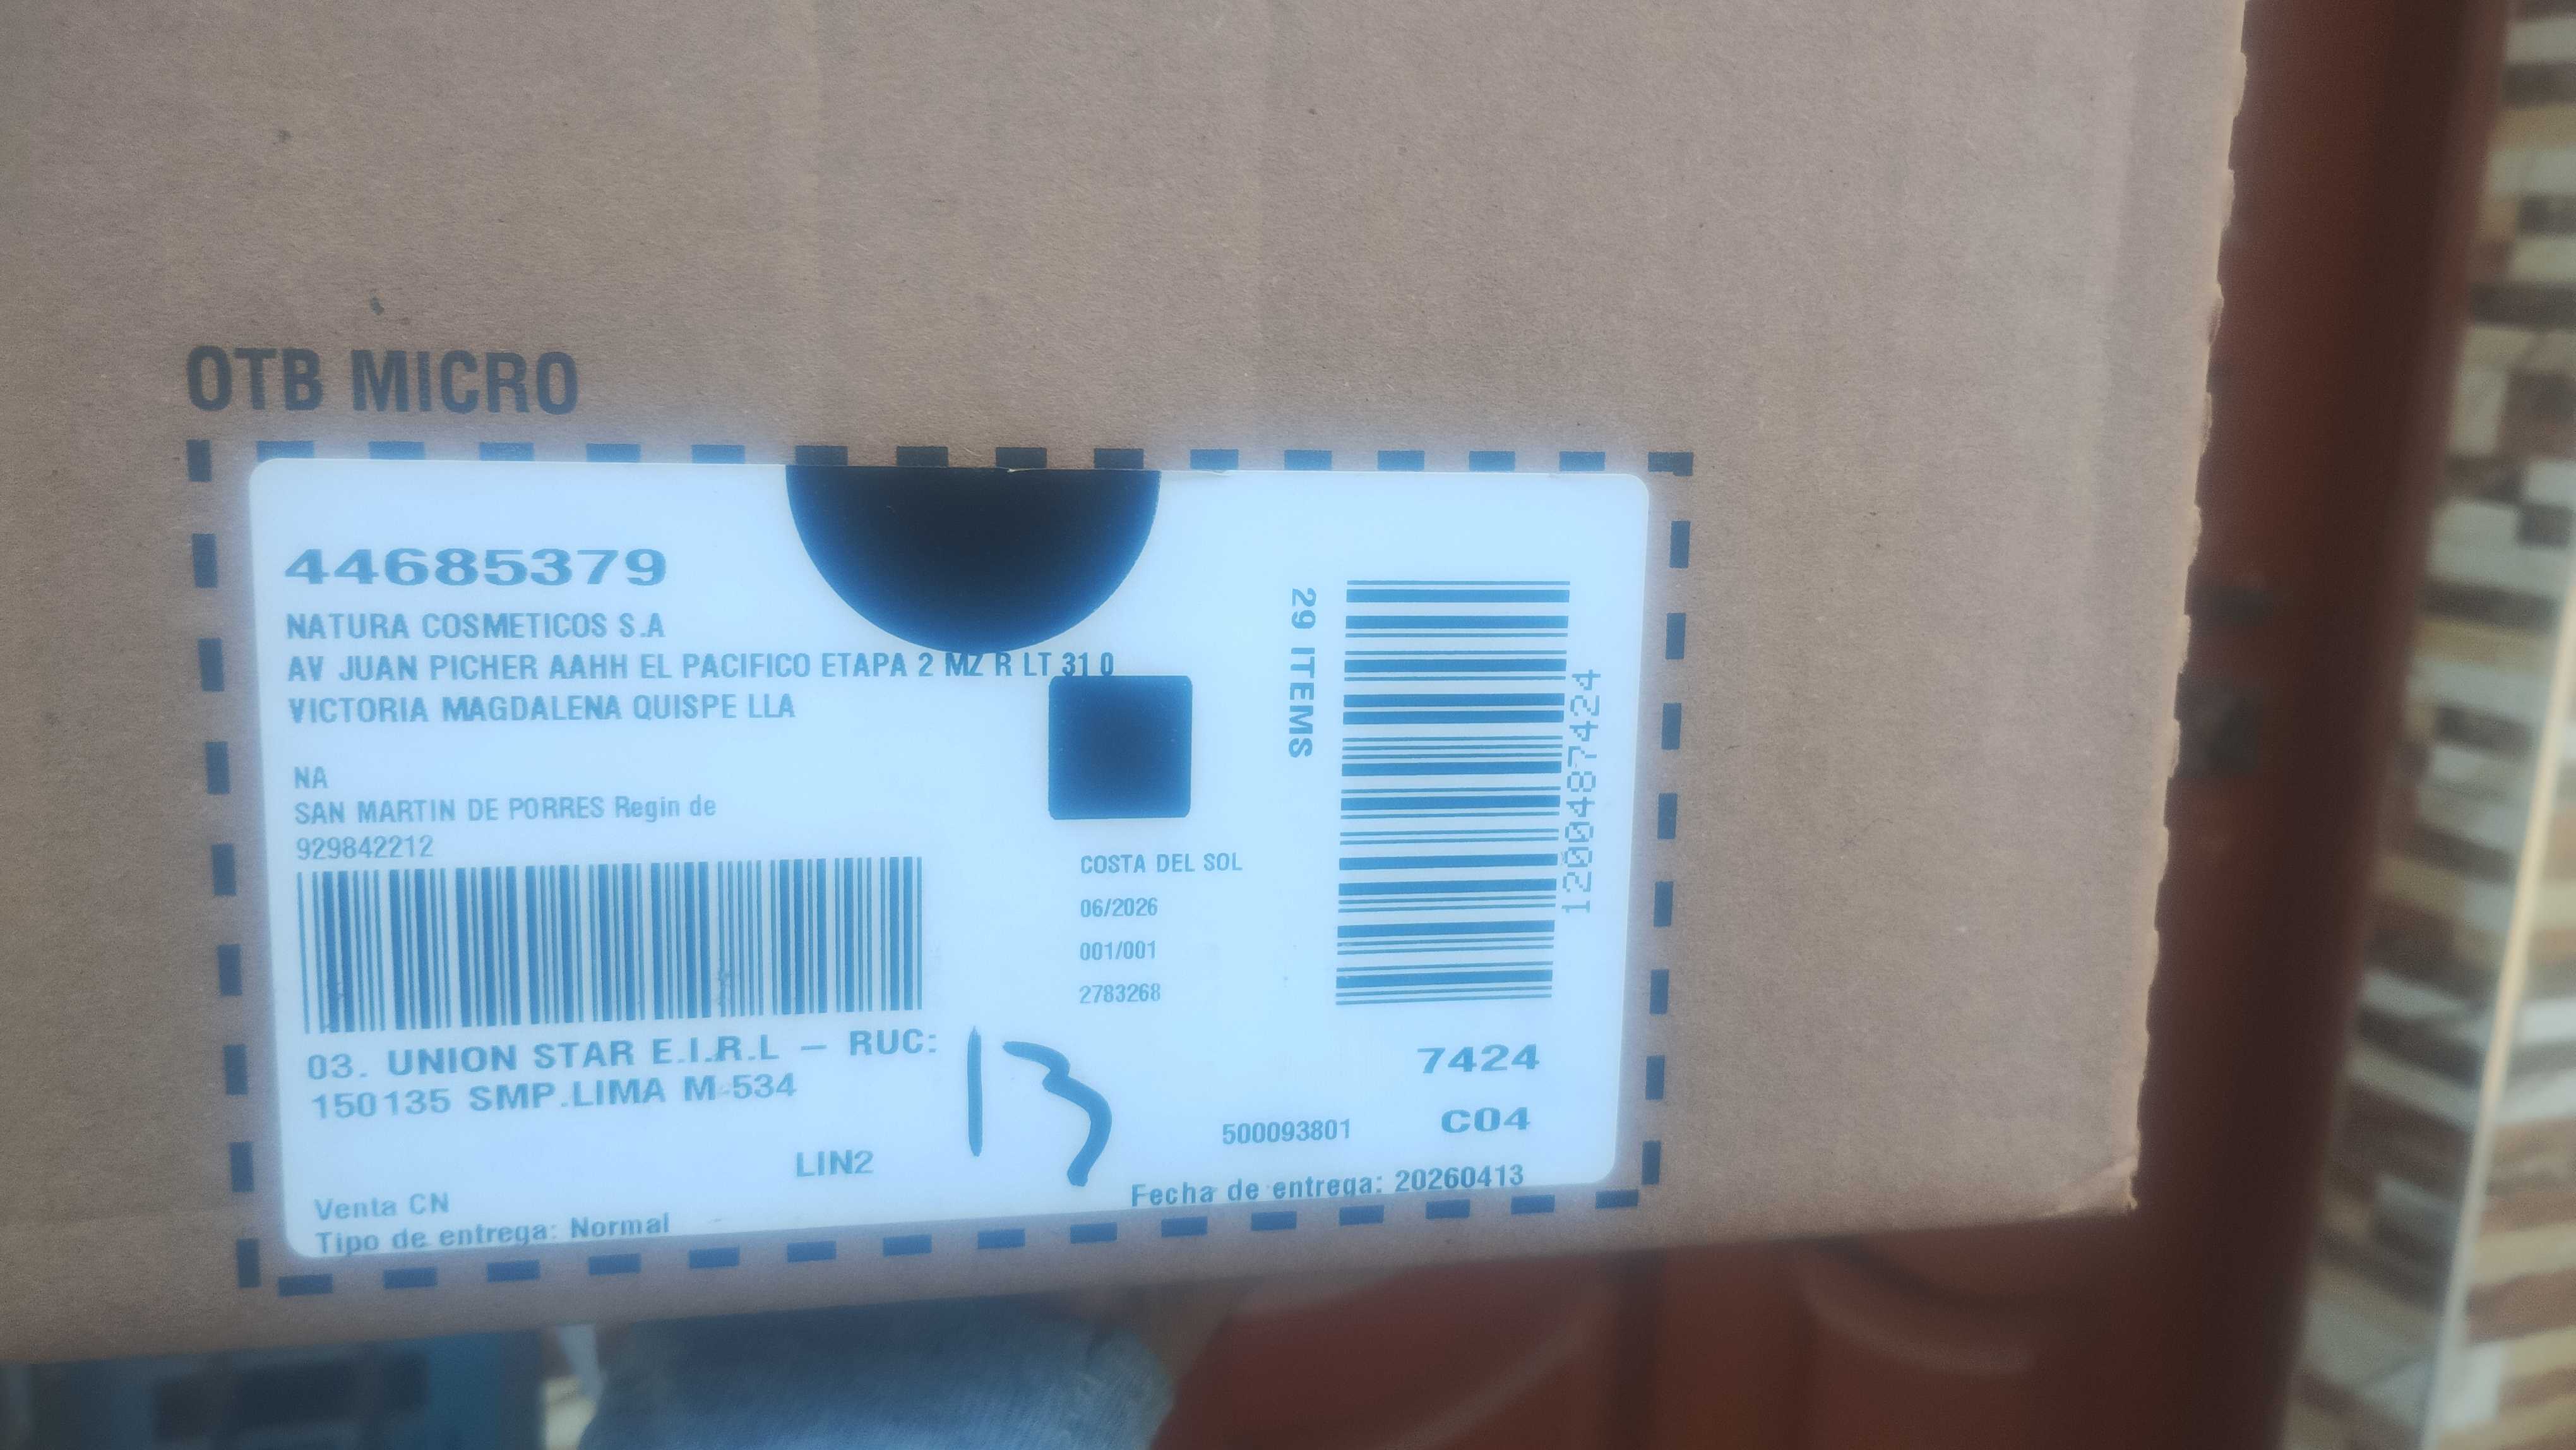 OTB MICRO
44685379
NATURA COSMETICOS S.A
AV JUAN PICHER AAHH EL PACIFICO ETAPA 2 MZ R LT 31 0
VICTORIA MAGDALENA QUISPE LLA
NA
SAN MARTIN DE PORRES Regin de
929842212
03. UNION STAR E.I.R.L – RUC:
150135 SMP.LIMA M-534
LIN2
Venta CN
Tipo de entrega: Normal
COSTA DEL SOL
06/2026
001/001
2783268
13
29 ITEMS
120048​7424
7424
500093801 C04
Fecha de entrega: 20260413